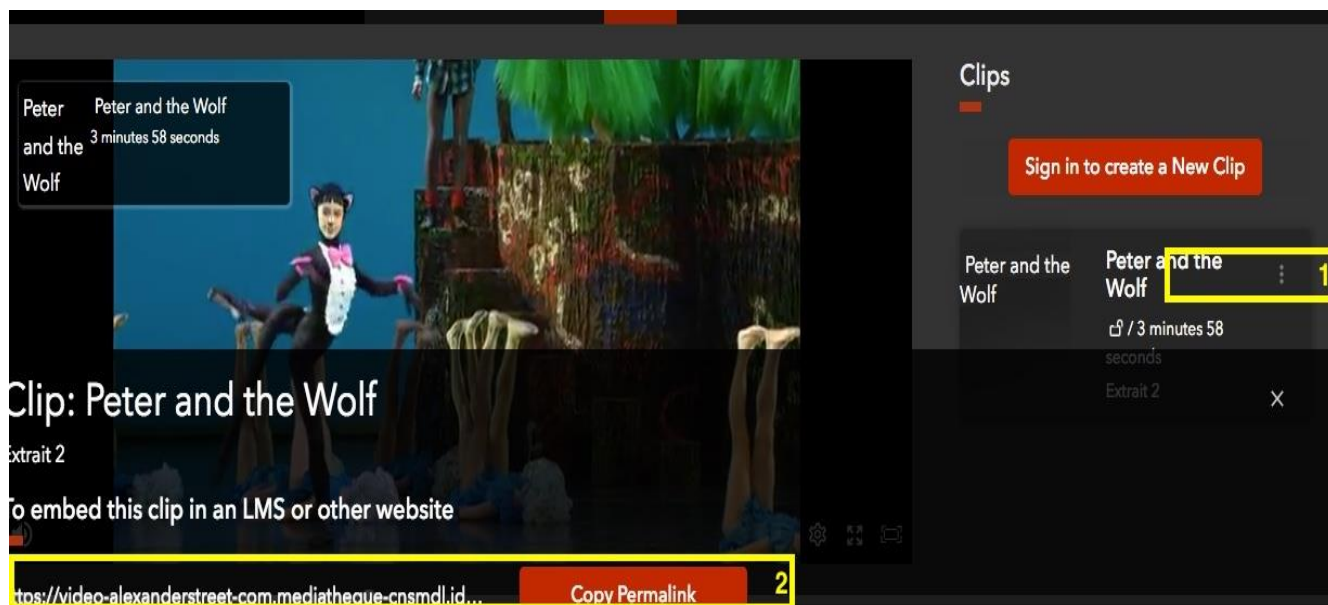 Peter
and the
Wolf
Peter and the Wolf
3 minutes 58 seconds
Clips
Sign in to create a New Clip
Peter and the
Wolf
Peter and the
Wolf
1
/ 3 minutes 58
seconds
Extrait 2
Clip: Peter and the Wolf
Extrait 2
To embed this clip in an LMS or other website
ttps://video-alexanderstreet-com.mediatheque-cnsmdl.id...
Copy Permalink
2